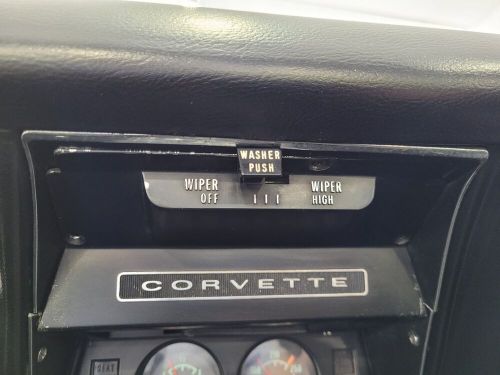 WASHER
PUSH
WIPER
OFF
WIPER
HIGH
CORVETTE